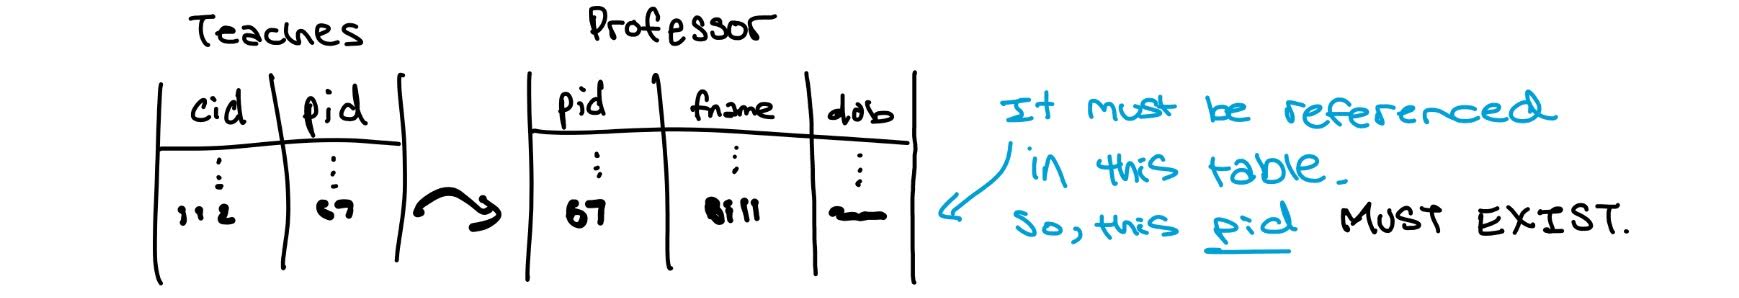 Teaches
Professor
cid pid
pid fname dob
112 67
67 Bill
It must be referenced
in this table.
So, this pid MUST EXIST.